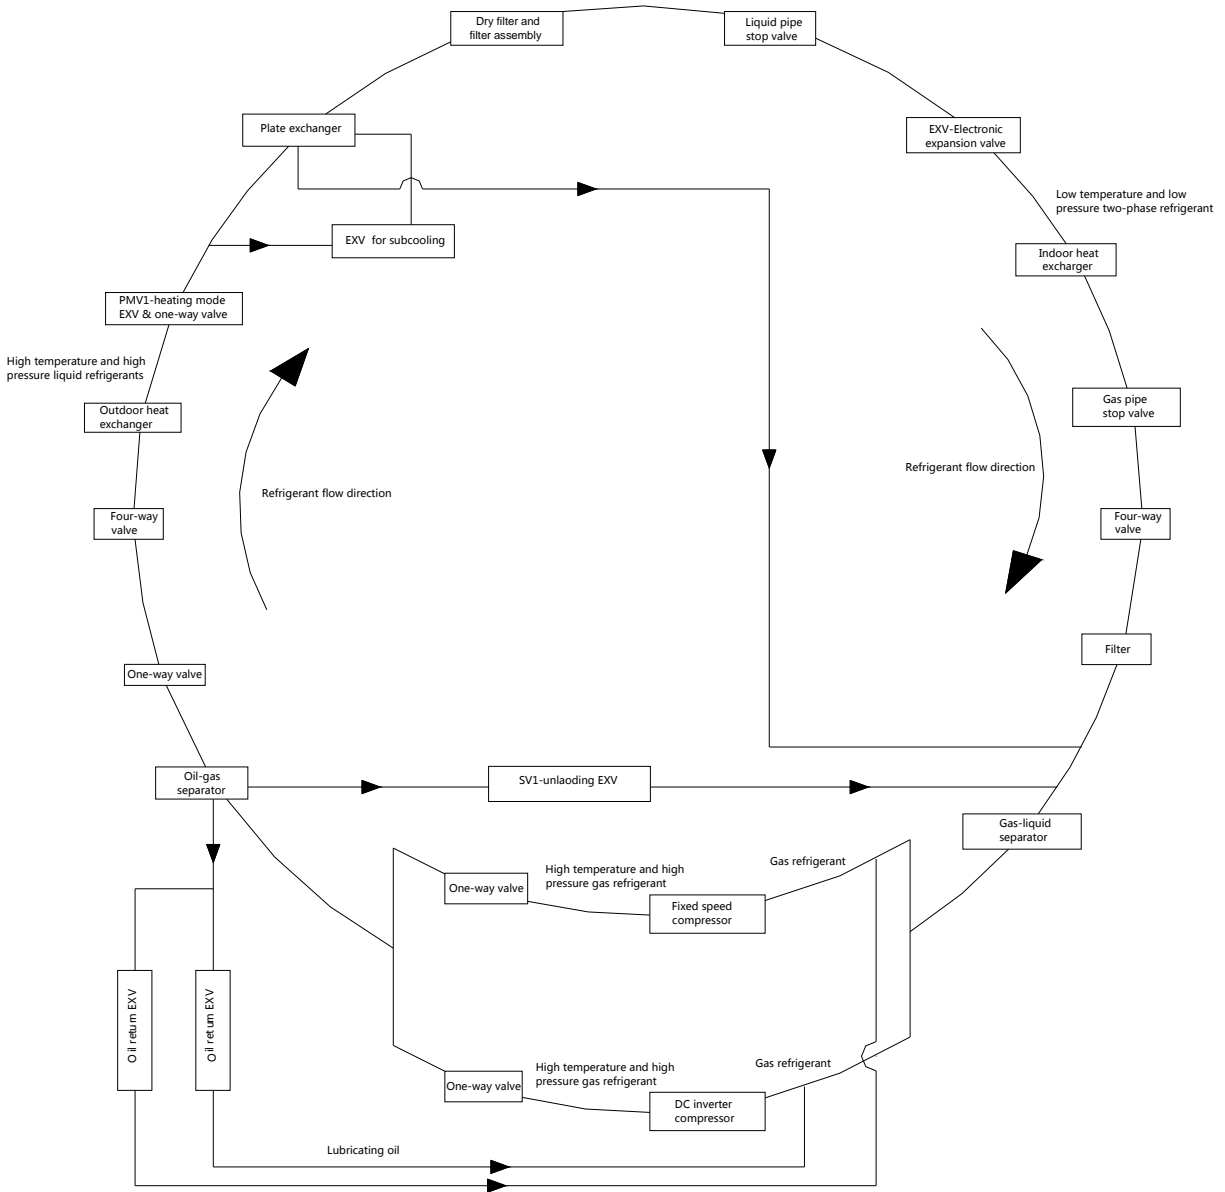 Dry filter and
filter assembly
Liquid pipe
stop valve
Plate exchanger
EXV-Electronic
expansion valve
Low temperature and low
pressure two-phase refrigerant
EXV  for subcooling
Indoor heat
excharger
PMV1-heating mode
EXV & one-way valve
High temperature and high
pressure liquid refrigerants
Outdoor heat
exchanger
Gas pipe
stop valve
Refrigerant flow direction
Refrigerant flow direction
Four-way
valve
Four-way
valve
Filter
One-way valve
Oil-gas
separator
SV1-unlaoding EXV
Gas-liquid
separator
Gas refrigerant
High temperature and high
pressure gas refrigerant
One-way valve
Fixed speed
compressor
Oil return EXV
Oil return EXV
Gas refrigerant
High temperature and high
pressure gas refrigerant
One-way valve
DC inverter
compressor
Lubricating oil